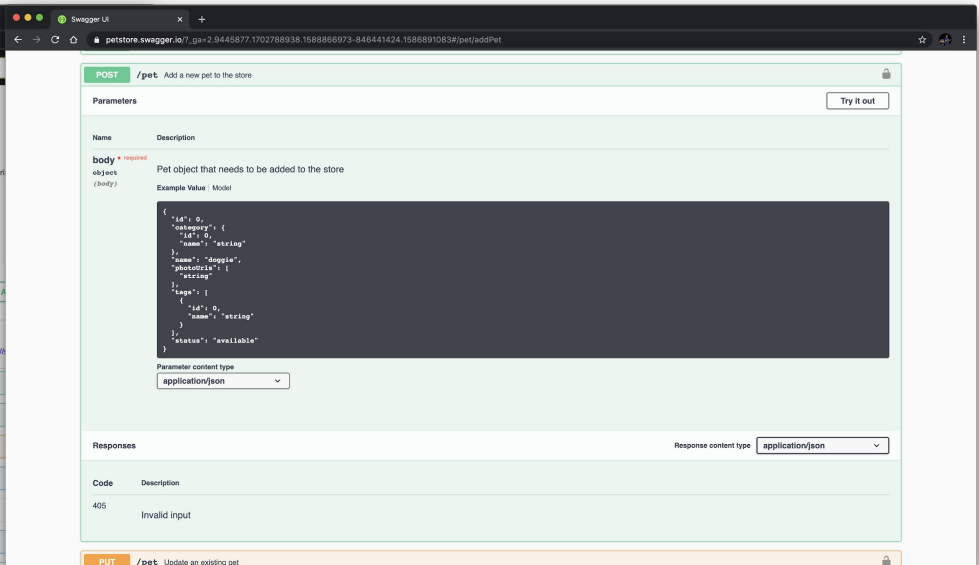 Swagger UI
petstore.swagger.io/?_ga=2.9445877.1702788938.1588866973-846441424.1586891083#/pet/addPet
POST /pet Add a new pet to the store
Parameters
Try it out
Name Description
body * required
object
(body)
Pet object that needs to be added to the store
Example Value | Model
{
"id": 0,
"category": {
"id": 0,
"name": "string"
},
"name": "doggie",
"photoUrls": [
"string"
],
"tags": [
{
"id": 0,
"name": "string"
}
],
"status": "available"
}
Parameter content type
application/json
Responses
Response content type application/json
Code Description
405
Invalid input
PUT /pet Update an existing pet